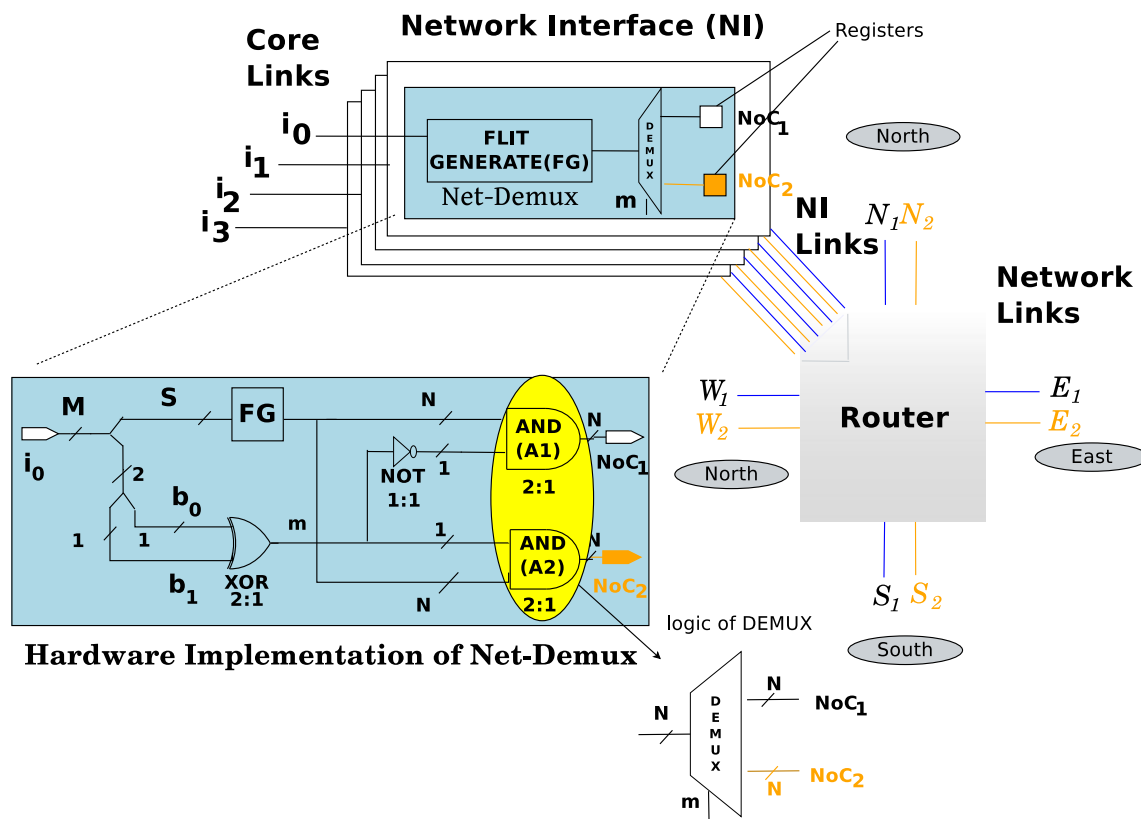 Network Interface (NI)
Registers
Core
Links
i0
i1
i2
i3
FLIT
GENERATE(FG)
Net-Demux
DEMUX
m
NoC1
NoC2
North
NI
Links
N1 N2
Network
Links
W1
W2
Router
E1
E2
North
East
S1 S2
South
M
S
FG
N
i0
2
NOT
1:1
1
AND
(A1)
2:1
N
NoC1
b0
1
1
b1
XOR
2:1
m
1
N
AND
(A2)
2:1
N
NoC2
Hardware Implementation of Net-Demux
logic of DEMUX
N
DEMUX
m
N
NoC1
N
NoC2